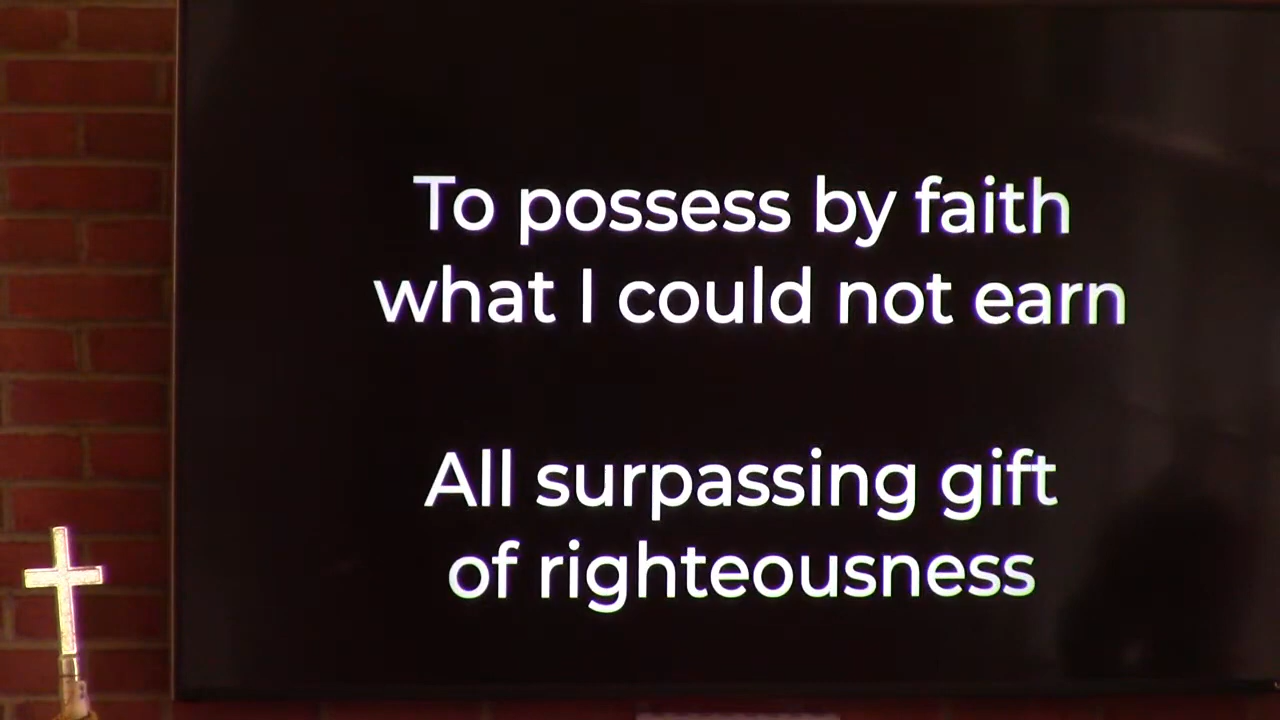 To possess by faith
what I could not earn
All surpassing gift
of righteousness